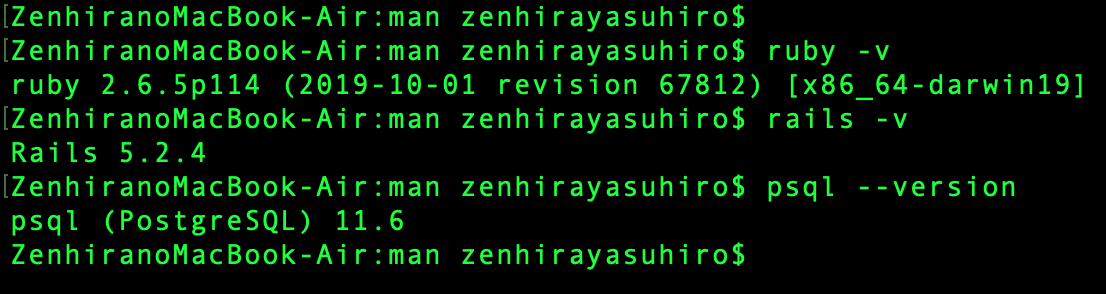 [ZenhiranoMacBook-Air:man zenhirayasuhiro$
[ZenhiranoMacBook-Air:man zenhirayasuhiro$ ruby -v
ruby 2.6.5p114 (2019-10-01 revision 67812) [x86_64-darwin19]
[ZenhiranoMacBook-Air:man zenhirayasuhiro$ rails -v
Rails 5.2.4
[ZenhiranoMacBook-Air:man zenhirayasuhiro$ psql --version
psql (PostgreSQL) 11.6
ZenhiranoMacBook-Air:man zenhirayasuhiro$